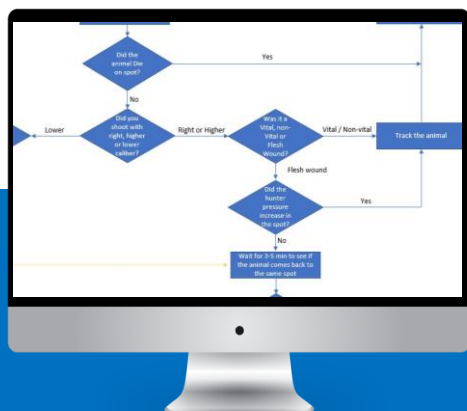 Did the
animal Die
on spot?
Yes
No
Did you
shoot with
right, higher
or lower
caliber?
Lower
Right or Higher
Was it a
Vital, non-
Vital or
Flesh
Wound?
Vital / Non-vital
Track the animal
Flesh wound
Did the
hunter
pressure
increase in
the spot?
Yes
No
Wait for 3-5 min to see if
the animal comes back to
the same spot